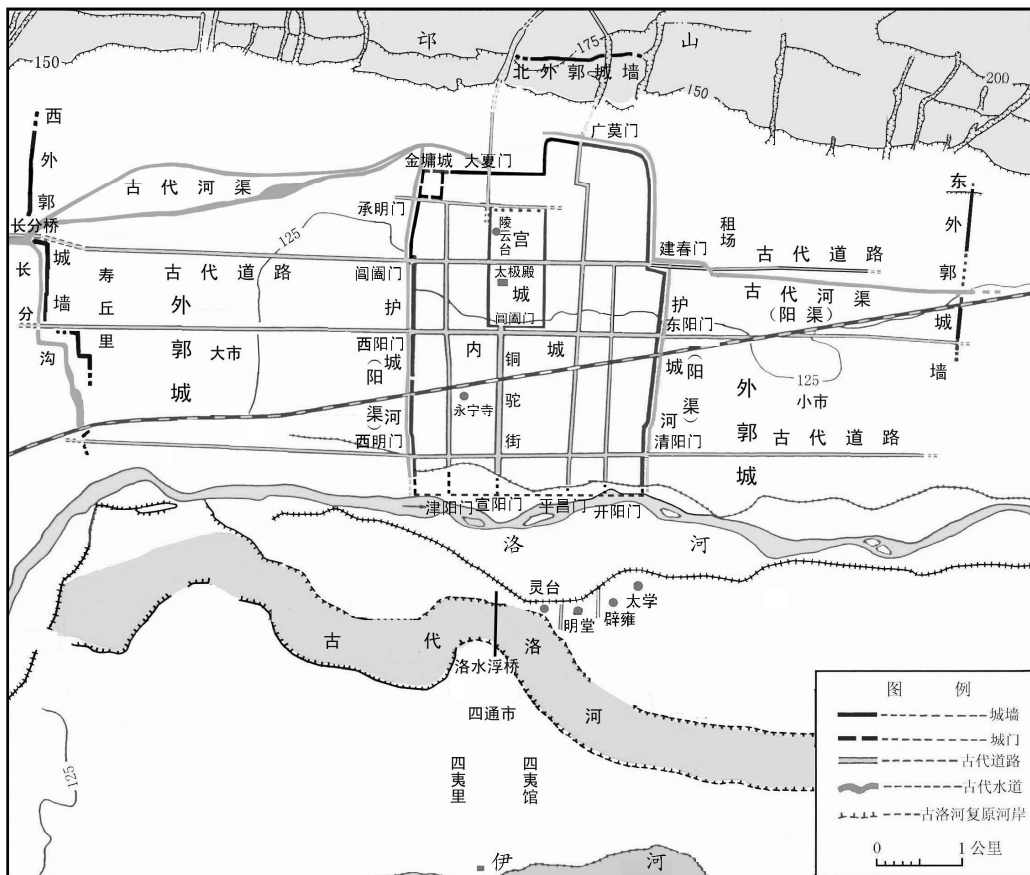 邙 山
175
北外郭城墙
150
150
200
西外郭城墙
广莫门
金墉城 大夏门
东外郭城墙
古代河渠
承明门
陵云台
宫城
租场
长分桥
125
建春门
古代道路
长分沟
寿丘里
古代道路
阊阖门
太极殿
古代河渠
(阳渠)
外郭城
护城河
(阳渠)
阊阖门
护城河
(阳渠)
东阳门
大市
西阳门
内城
铜驼街
外郭城
125
小市
永宁寺
西明门
清阳门
古代道路
津阳门
宣阳门
平昌门
开阳门
洛河
灵台
太学
明堂
辟雍
古代洛河
洛水浮桥
四通市
四夷里
四夷馆
125
伊河
图例
城墙
城门
古代道路
古代水道
古洛河复原河岸
0 1公里